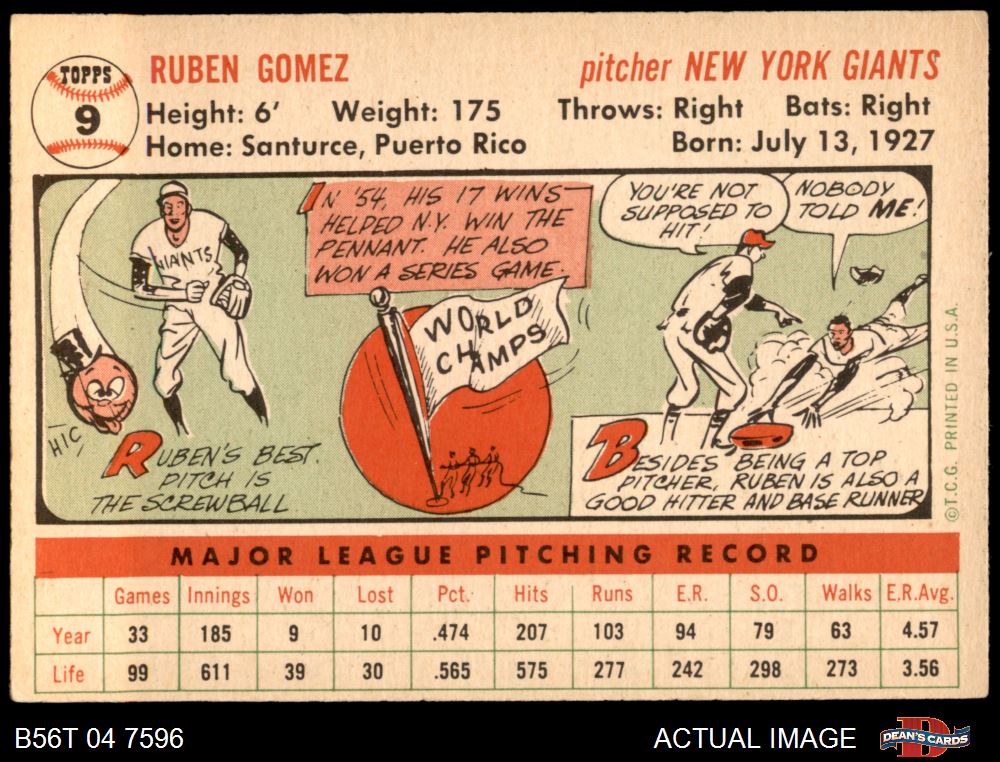 TOPPS
9
RUBEN GOMEZ
pitcher NEW YORK GIANTS
Height: 6' Weight: 175 Throws: Right Bats: Right
Home: Santurce, Puerto Rico Born: July 13, 1927
GIANTS
HIC
RUBEN'S BEST
PITCH IS
THE SCREWBALL
IN '54, HIS 17 WINS
HELPED N.Y. WIN THE
PENNANT. HE ALSO
WON A SERIES GAME.
WORLD
CHAMPS
YOU'RE NOT
SUPPOSED TO
HIT!
NOBODY
TOLD ME!
BESIDES BEING A TOP
PITCHER, RUBEN IS ALSO A
GOOD HITTER AND BASE RUNNER
©T.C.G. PRINTED IN U.S.A.
MAJOR LEAGUE PITCHING RECORD
Games Innings Won Lost Pct. Hits Runs E.R. S.O. Walks E.R.Avg.
Year 33 185 9 10 .474 207 103 94 79 63 4.57
Life 99 611 39 30 .565 575 277 242 298 273 3.56
B56T 04 7596
ACTUAL IMAGE
D
DEAN'S CARDS